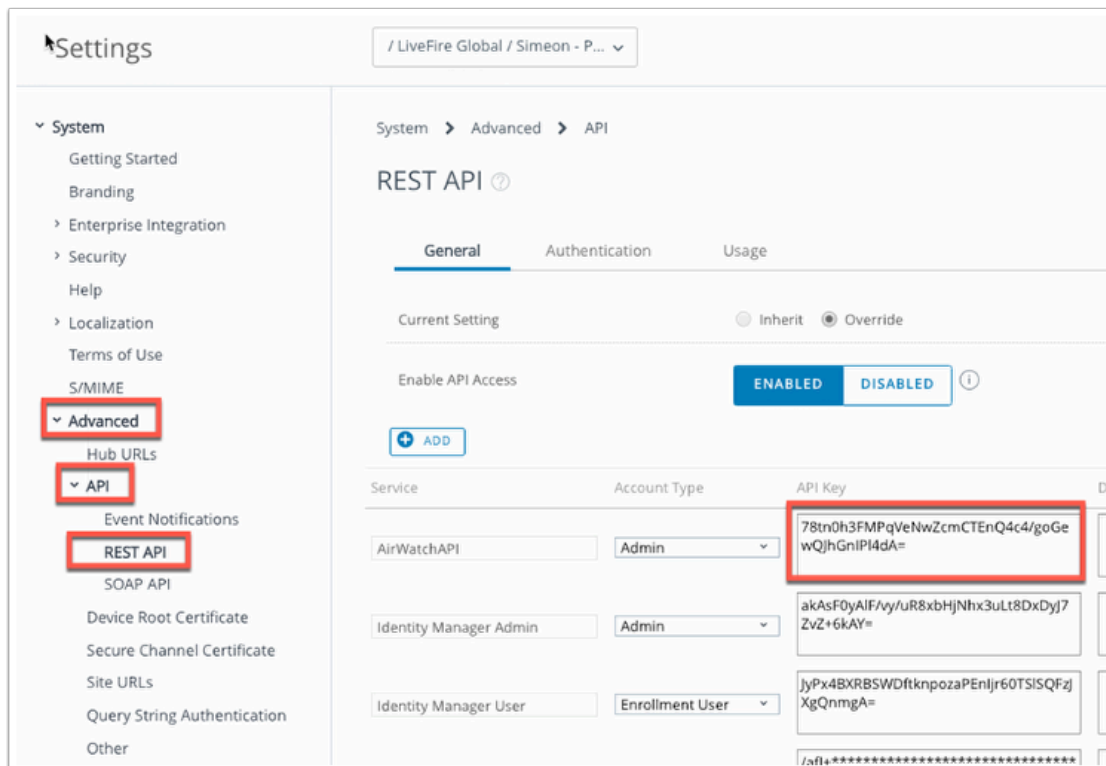 Settings
/ LiveFire Global / Simeon - P...
System
Getting Started
Branding
Enterprise Integration
Security
Help
Localization
Terms of Use
S/MIME
Advanced
Hub URLs
API
Event Notifications
REST API
SOAP API
Device Root Certificate
Secure Channel Certificate
Site URLs
Query String Authentication
Other
System > Advanced > API
REST API
General Authentication Usage
Current Setting Inherit Override
Enable API Access ENABLED DISABLED
ADD
Service Account Type API Key D
AirWatchAPI Admin
78tn0h3FMPqVeNwZcmCTEnQ4c4/goGe
wQJhGnIPl4dA=
Identity Manager Admin Admin
akAsF0yAlF/vy/uR8xbHjNhx3uLt8DxDyJ7
ZvZ+6kAY=
Identity Manager User Enrollment User
JyPx4BXRBSWDftknpozaPEnIjr60TSlSQFzJ
XgQnmgA=